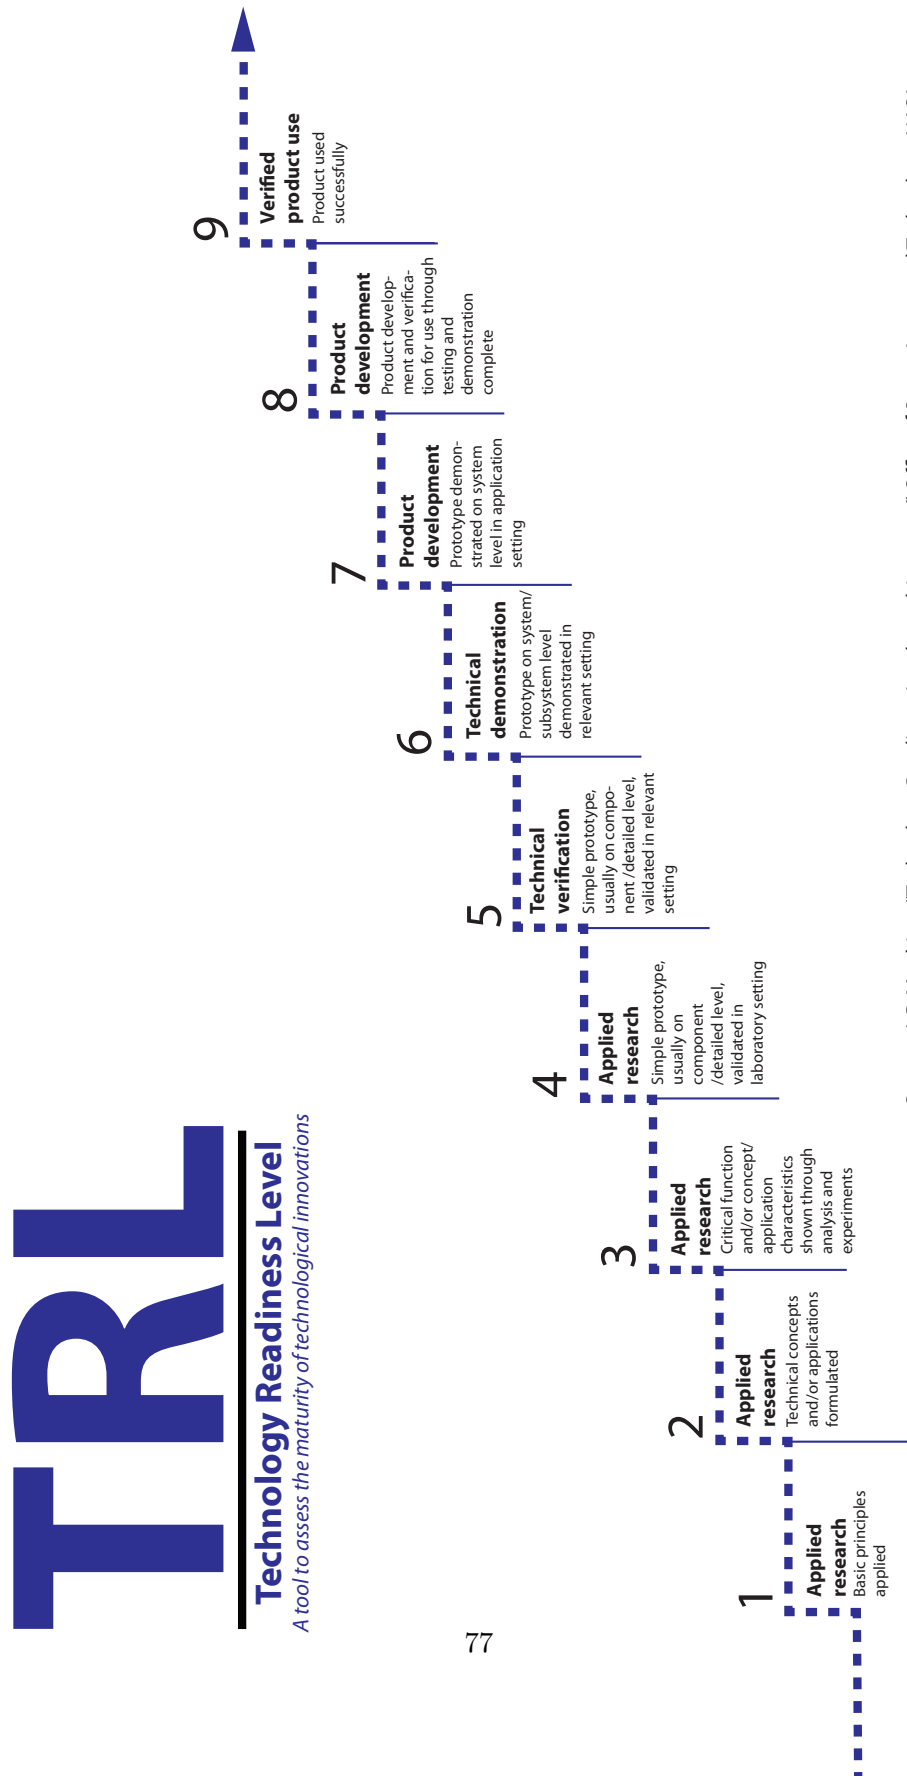 TRL
Technology Readiness Level
A tool to assess the maturity of technological innovations
1
Applied
research
Basic principles
applied
2
Applied
research
Technical concepts
and/or applications
formulated
3
Applied
research
Critical function
and/or concept/
application
characteristics
shown through
analysis and
experiments
4
Applied
research
Simple prototype,
usually on
component
/detailed level,
validated in
laboratory setting
5
Technical
verification
Simple prototype,
usually on compo-
nent /detailed level,
validated in relevant
setting
6
Technical
demonstration
Prototype on system/
subsystem level
demonstrated in
relevant setting
7
Product
development
Prototype demon-
strated on system
level in application
setting
8
Product
development
Product develop-
ment and verifica-
tion for use through
testing and
demonstration
complete
9
Verified
product use
Product used
successfully
77